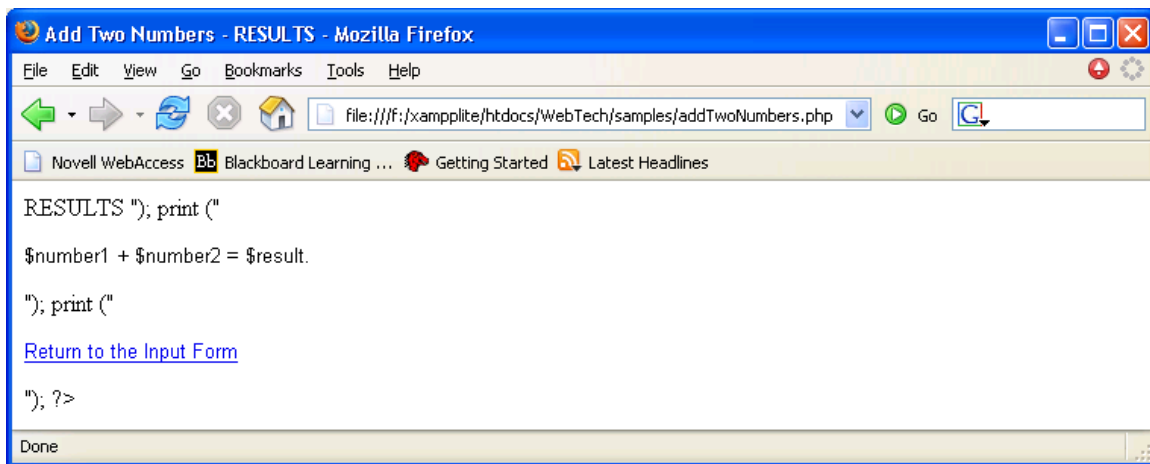 Add Two Numbers - RESULTS - Mozilla Firefox
File Edit View Go Bookmarks Tools Help
file:///f:/xampplite/htdocs/WebTech/samples/addTwoNumbers.php Go G
Novell WebAccess Bb Blackboard Learning ... Getting Started Latest Headlines
RESULTS "); print ("
$number1 + $number2 = $result.
"); print ("
Return to the Input Form
"); ?>
Done